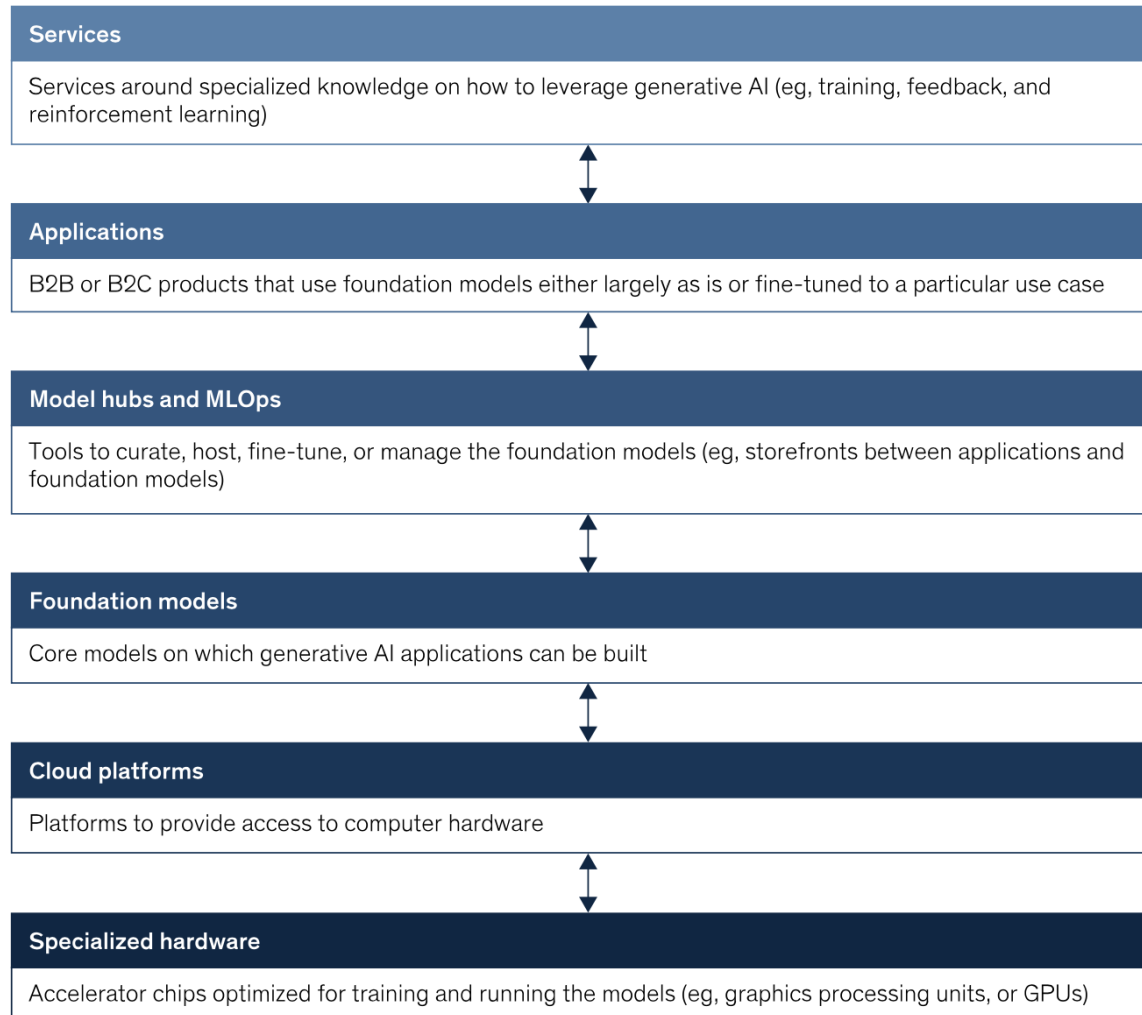 Services
Services around specialized knowledge on how to leverage generative AI (eg, training, feedback, and
reinforcement learning)
Applications
B2B or B2C products that use foundation models either largely as is or fine-tuned to a particular use case
Model hubs and MLOps
Tools to curate, host, fine-tune, or manage the foundation models (eg, storefronts between applications and
foundation models)
Foundation models
Core models on which generative AI applications can be built
Cloud platforms
Platforms to provide access to computer hardware
Specialized hardware
Accelerator chips optimized for training and running the models (eg, graphics processing units, or GPUs)